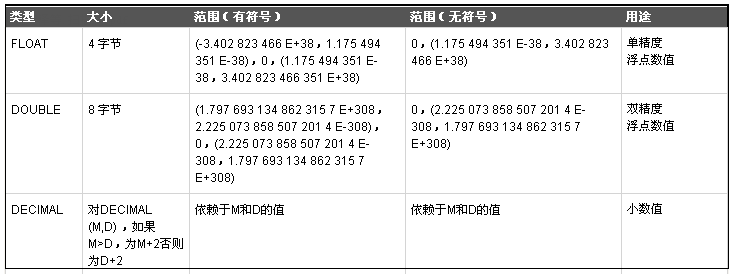 类型 大小 范围（有符号） 范围（无符号） 用途
FLOAT 4 字节 (-3.402 823 466 E+38，1.175 494 0，(1.175 494 351 E-38，3.402 823 单精度
351 E-38)，0，(1.175 494 351 E- 466 E+38) 浮点数值
38，3.402 823 466 351 E+38)
DOUBLE 8 字节 (1.797 693 134 862 315 7 E+308， 0，(2.225 073 858 507 201 4 E- 双精度
2.225 073 858 507 201 4 E-308)， 308，1.797 693 134 862 315 7 浮点数值
0，(2.225 073 858 507 201 4 E- E+308)
308，1.797 693 134 862 315 7
E+308)
DECIMAL 对DECIMAL 依赖于M和D的值 依赖于M和D的值 小数值
(M,D) ，如果
M>D，为M+2否则
为D+2